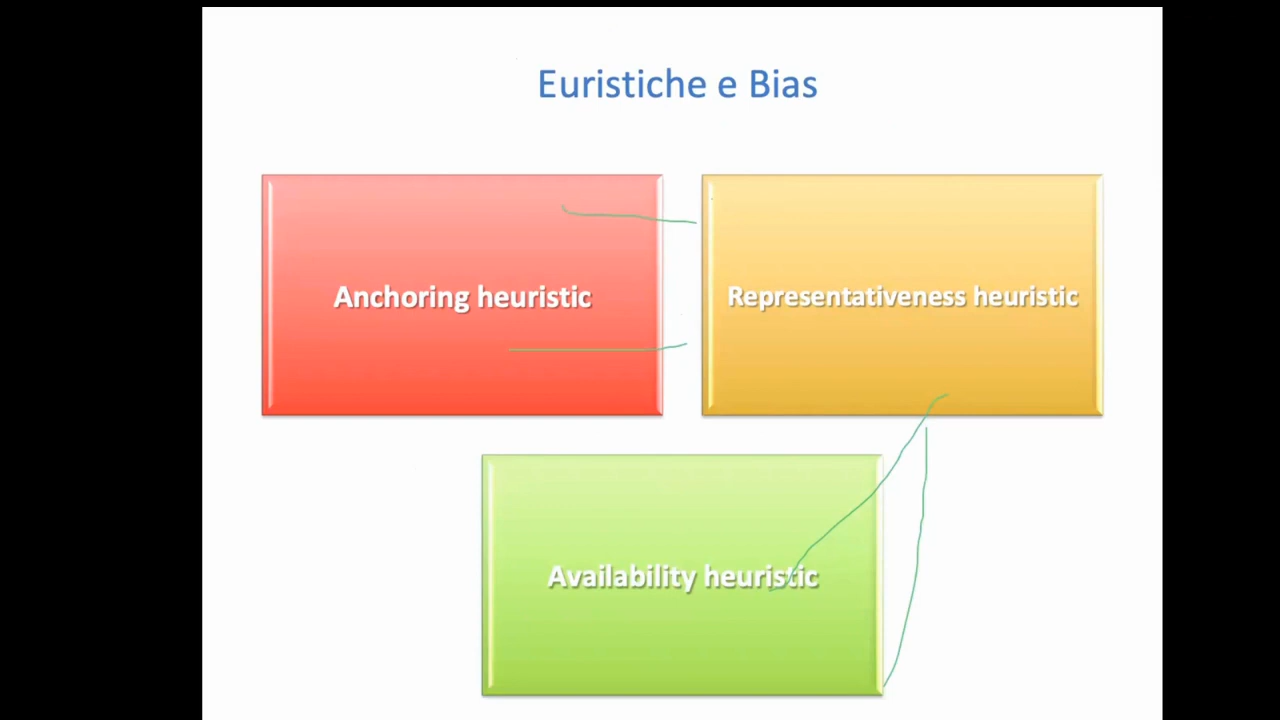 Euristiche e Bias
Anchoring heuristic
Representativeness heuristic
Availability heuristic